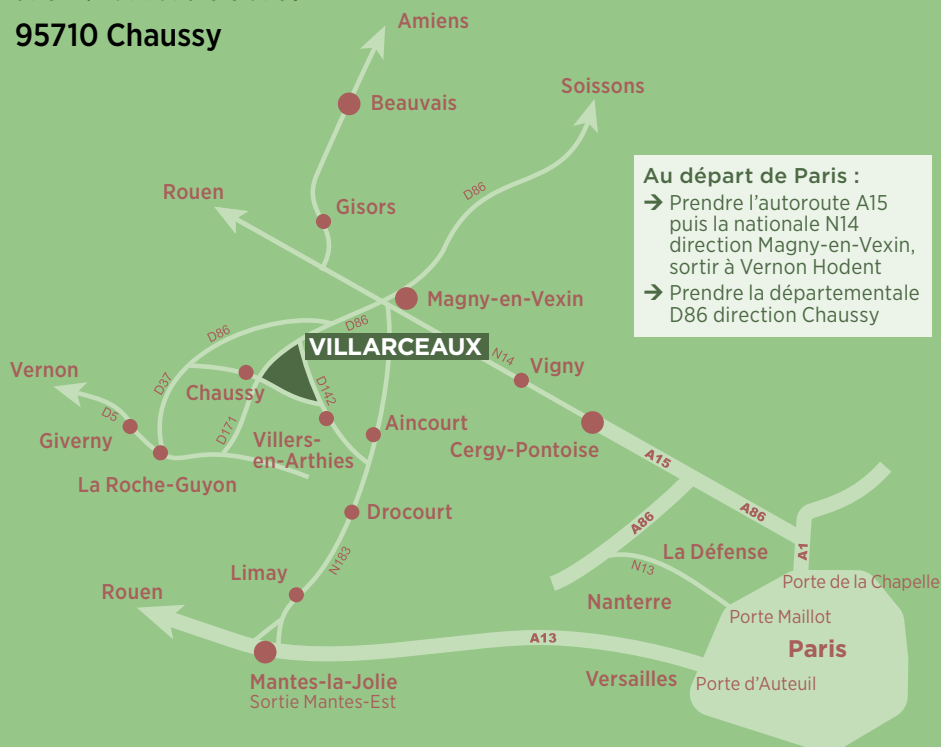 95710 Chaussy
Amiens
Beauvais
Soissons
Au départ de Paris :
→ Prendre l’autoroute A15
puis la nationale N14
direction Magny-en-Vexin,
sortir à Vernon Hodent
→ Prendre la départementale
D86 direction Chaussy
Rouen
Gisors
D86
Magny-en-Vexin
D86
D86
VILLARCEAUX
N14
Vigny
Vernon
D37
Chaussy
D142
D5
Giverny
D171
Villers-
en-Arthies
Aincourt
Cergy-Pontoise
A15
La Roche-Guyon
Drocourt
A86
A86
La Défense
A1
N183
Limay
N13
Porte de la Chapelle
Rouen
Nanterre
Porte Maillot
A13
Paris
Mantes-la-Jolie
Sortie Mantes-Est
Versailles
Porte d’Auteuil